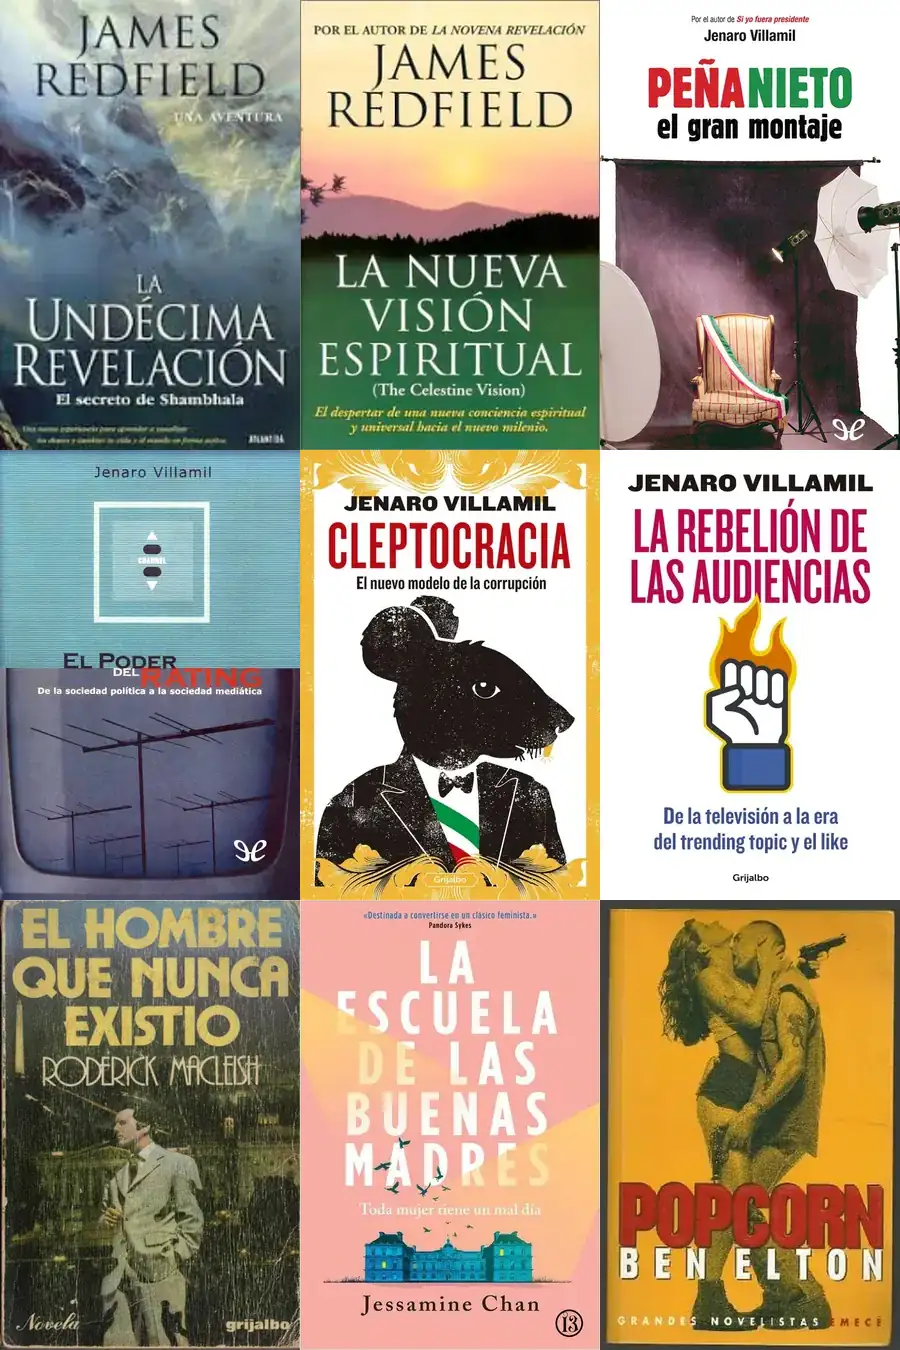 JAMES
REDFIELD
UNA AVENTURA
LA
UNDÉCIMA
REVELACIÓN
El secreto de Shambhala
ATLANTIDA
POR EL AUTOR DE LA NOVENA REVELACIÓN
JAMES
REDFIELD
LA NUEVA
VISIÓN
ESPIRITUAL
(The Celestine Vision)
El despertar de una nueva conciencia espiritual
y universal hacia el nuevo milenio.
Por el autor de Si yo fuera presidente
Jenaro Villamil
PEÑA NIETO
el gran montaje
Jenaro Villamil
CHANNEL
EL PODER
DEL RATING
De la sociedad política a la sociedad mediática
JENARO VILLAMIL
CLEPTOCRACIA
El nuevo modelo de la corrupción
Grijalbo
JENARO VILLAMIL
LA REBELIÓN DE
LAS AUDIENCIAS
De la televisión a la era
del trending topic y el like
Grijalbo
EL HOMBRE
QUE NUNCA
EXISTIO
RODERICK MACLEISH
Novela
grijalbo
«Destinada a convertirse en un clásico feminista.»
Pandora Sykes
LA
ESCUELA
DE LAS
BUENAS
MADRES
Toda mujer tiene un mal día
Jessamine Chan
13
POPCORN
BEN ELTON
GRANDES NOVELISTAS EMECÉ